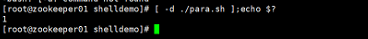 [root@zookeeper01 shelldemo]# [ -d ./para.sh ];echo $?
1
[root@zookeeper01 shelldemo]#